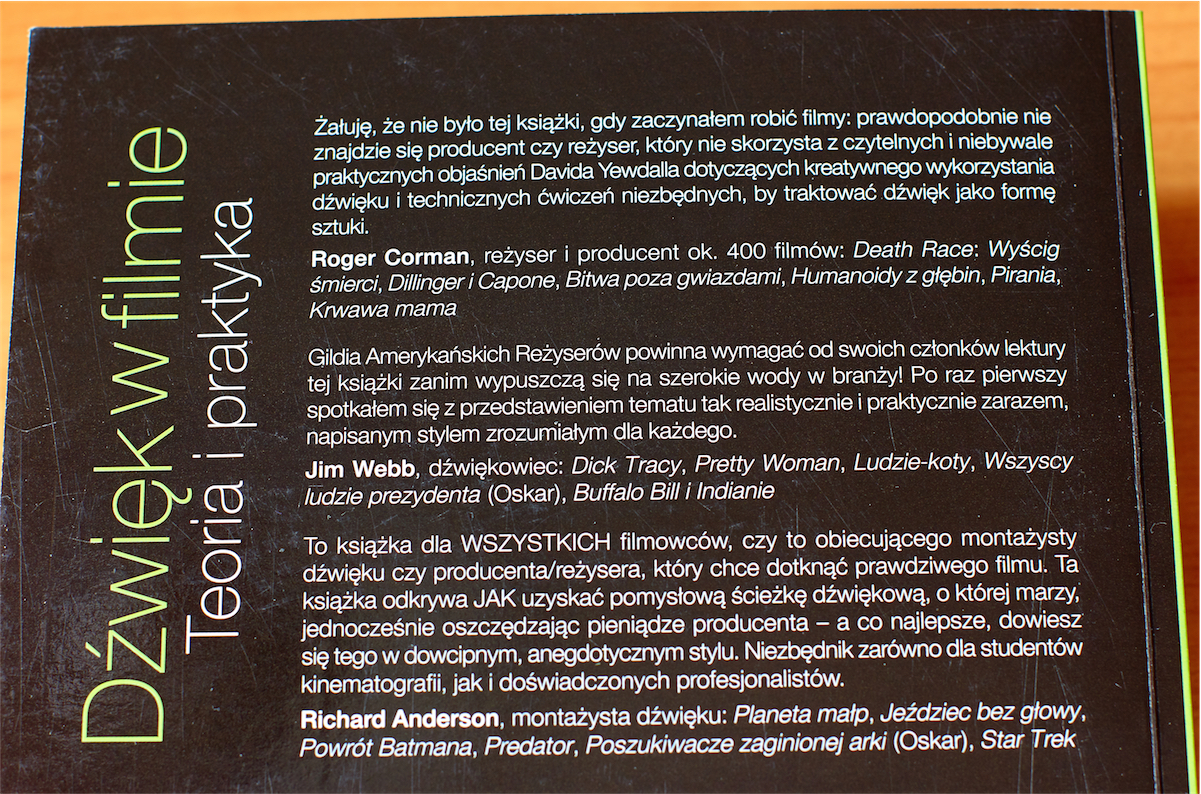 Dźwięk w filmie
Teoria i praktyka
Żałuję, że nie było tej książki, gdy zaczynałem robić filmy: prawdopodobnie nie
znajdzie się producent czy reżyser, który nie skorzysta z czytelnych i niebywale
praktycznych objaśnień Davida Yewdalla dotyczących kreatywnego wykorzystania
dźwięku i technicznych ćwiczeń niezbędnych, by traktować dźwięk jako formę
sztuki.
Roger Corman, reżyser i producent ok. 400 filmów: Death Race: Wyścig
śmierci, Dillinger i Capone, Bitwa poza gwiazdami, Humanoidy z głębin, Pirania,
Krwawa mama
Gildia Amerykańskich Reżyserów powinna wymagać od swoich członków lektury
tej książki zanim wypuszczą się na szerokie wody w branży! Po raz pierwszy
spotkałem się z przedstawieniem tematu tak realistycznie i praktycznie zarazem,
napisanym stylem zrozumiałym dla każdego.
Jim Webb, dźwiękowiec: Dick Tracy, Pretty Woman, Ludzie-koty, Wszyscy
ludzie prezydenta (Oskar), Buffalo Bill i Indianie
To książka dla WSZYSTKICH filmowców, czy to obiecującego montażysty
dźwięku czy producenta/reżysera, który chce dotknąć prawdziwego filmu. Ta
książka odkrywa JAK uzyskać pomysłową ścieżkę dźwiękową, o której marzy,
jednocześnie oszczędzając pieniądze producenta – a co najlepsze, dowiesz
się tego w dowcipnym, anegdotycznym stylu. Niezbędnik zarówno dla studentów
kinematografii, jak i doświadczonych profesjonalistów.
Richard Anderson, montażysta dźwięku: Planeta małp, Jeździec bez głowy,
Powrót Batmana, Predator, Poszukiwacze zaginionej arki (Oskar), Star Trek